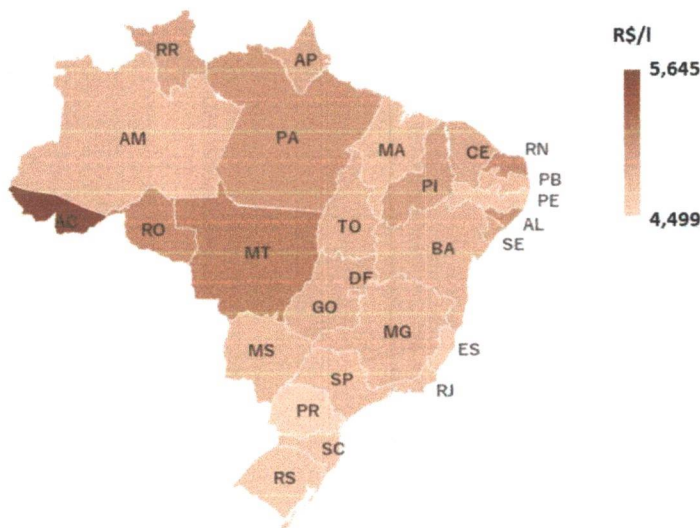 RR
AP
R$/l
5,645
AM
PA
MA
CE
RN
PI
PB
PE
AL
SE
AC
RO
MT
TO
BA
DF
GO
MG
MS
ES
SP
RJ
PR
SC
RS
4,499